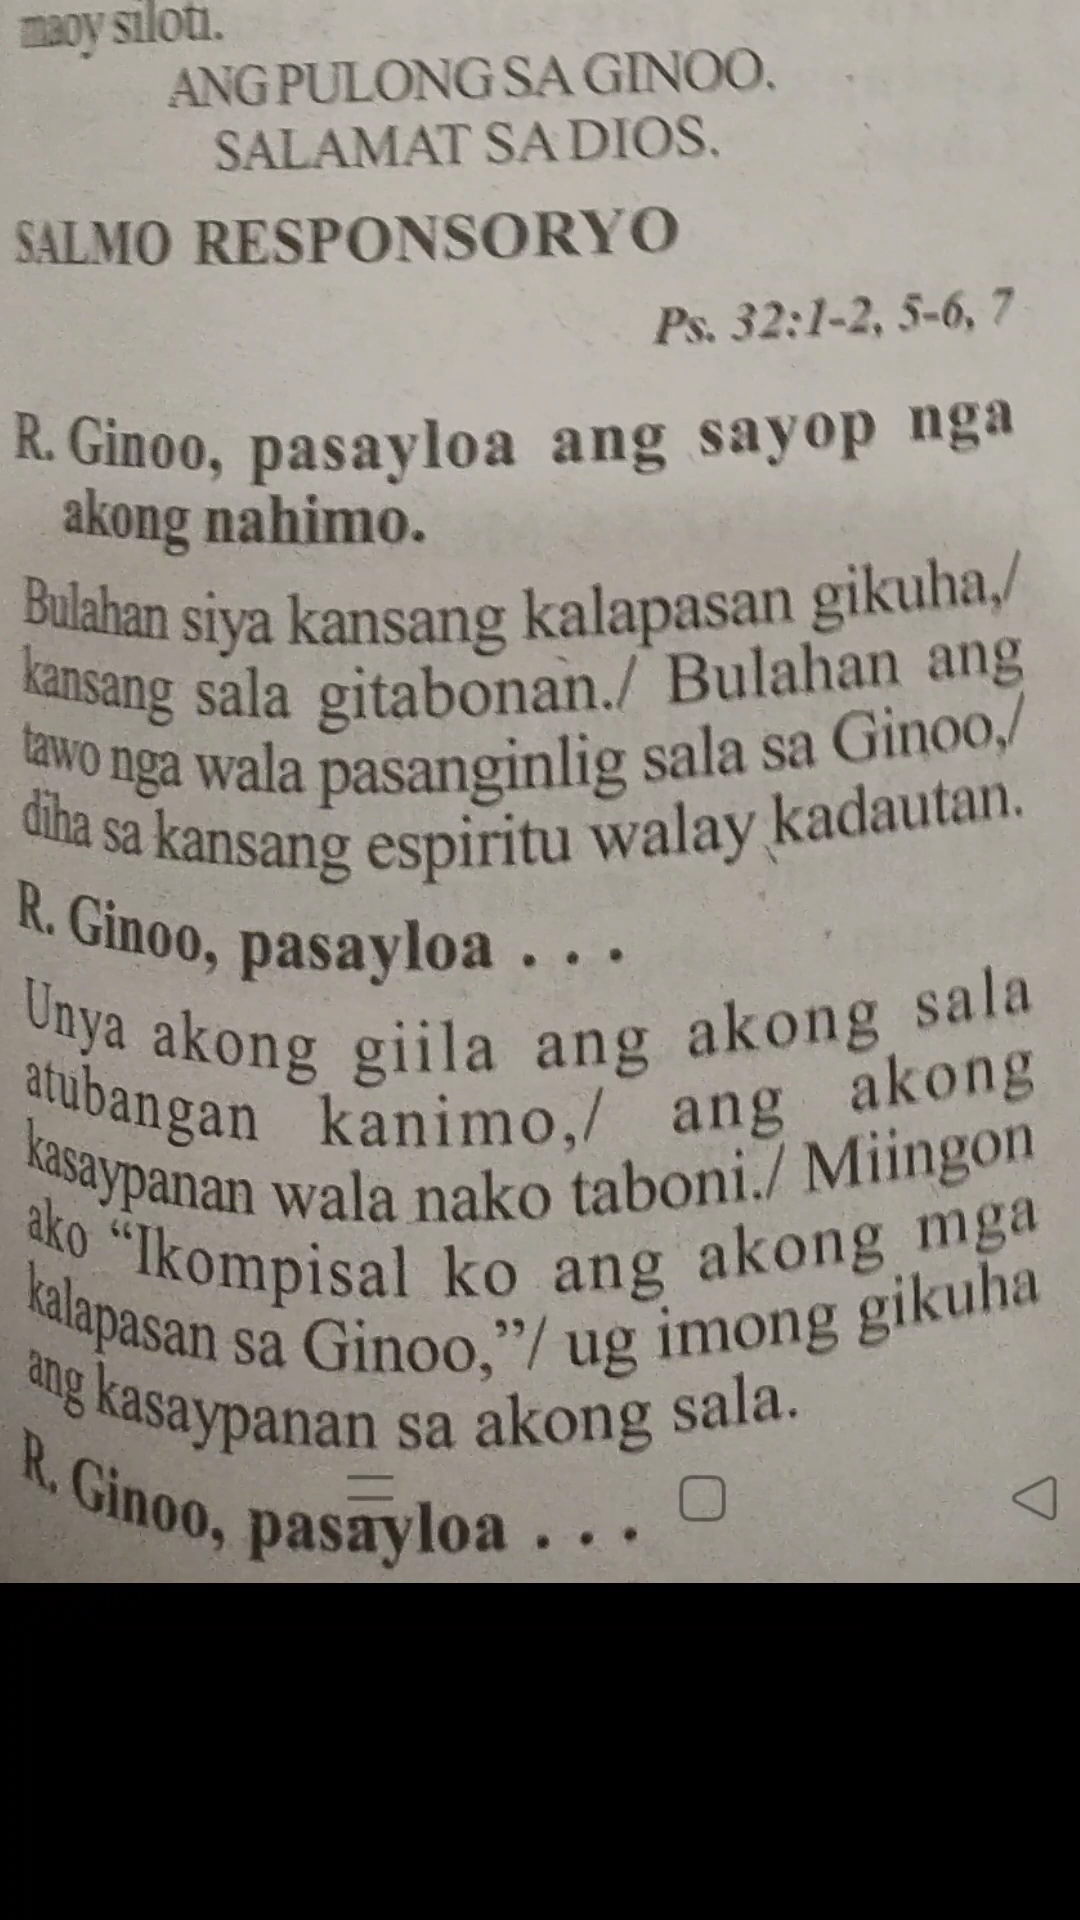 maoy siloti.
ANG PULONG SA GINOO.
SALAMAT SA DIOS.
SALMO RESPONSORYO
Ps. 32:1-2, 5-6, 7
R. Ginoo, pasayloa ang sayop nga
akong nahimo.
Bulahan siya kansang kalapasan gikuha,/
kansang sala gitabonan./ Bulahan ang
tawo nga wala pasanginlig sala sa Ginoo,/
diha sa kansang espiritu walay kadautan.
R. Ginoo, pasayloa . . .
Unya akong giila ang akong sala
atubangan kanimo,/ ang akong
kasaypanan wala nako taboni./ Miingon
ako “Ikompisal ko ang akong mga
kalapasan sa Ginoo,”/ ug imong gikuha
ang kasaypanan sa akong sala.
R. Ginoo, pasayloa . . .